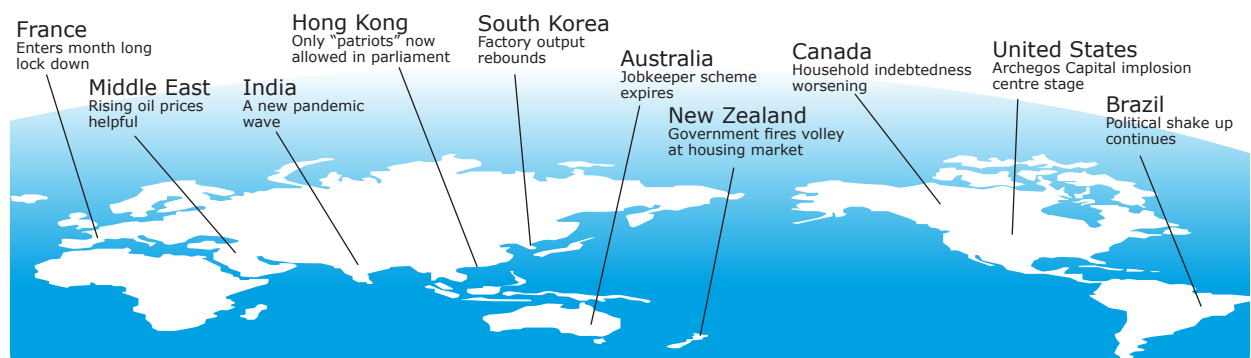 France
Enters month long
lock down
Middle East
Rising oil prices
helpful
India
A new pandemic
wave
Hong Kong
Only “patriots” now
allowed in parliament
South Korea
Factory output
rebounds
Australia
Jobkeeper scheme
expires
New Zealand
Government fires volley
at housing market
Canada
Household indebtedness
worsening
United States
Archegos Capital implosion
centre stage
Brazil
Political shake up
continues